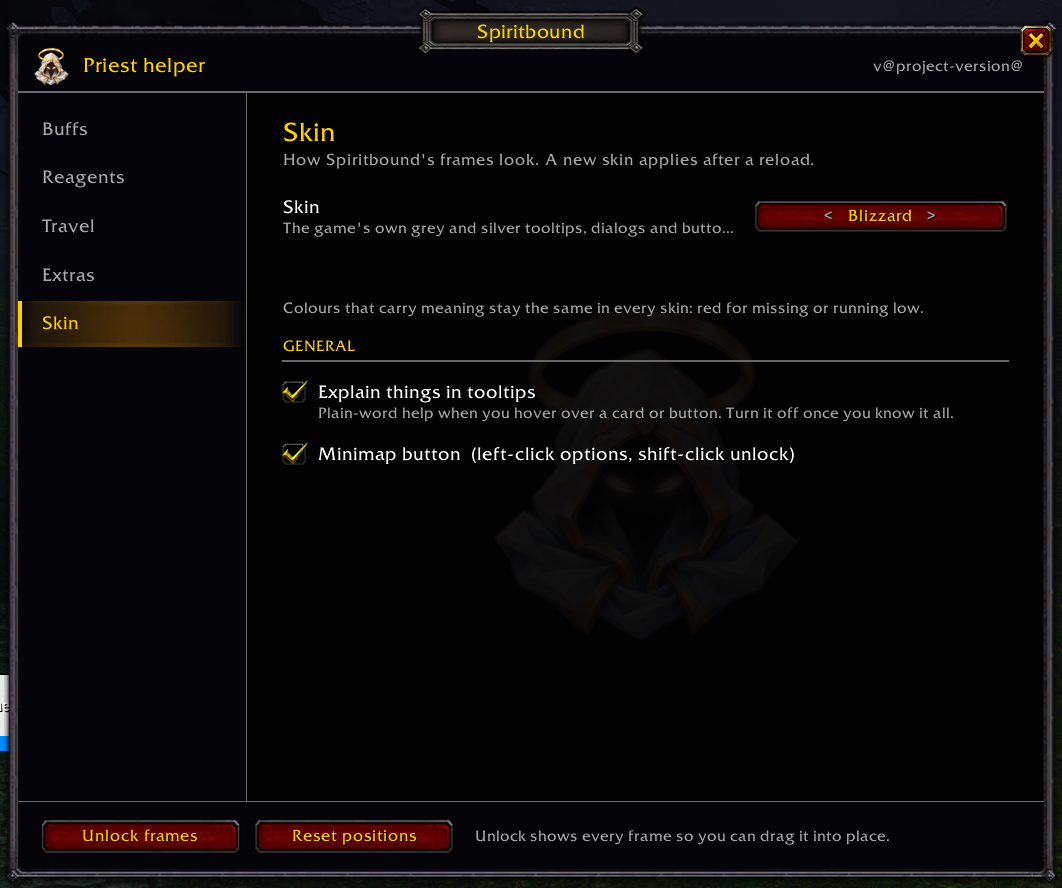 Spiritbound
Priest helper
v@project-version@
Buffs
Reagents
Travel
Extras
Skin
Skin
How Spiritbound's frames look. A new skin applies after a reload.
Skin
The game's own grey and silver tooltips, dialogs and butto...
< Blizzard >
Colours that carry meaning stay the same in every skin: red for missing or running low.
GENERAL
Explain things in tooltips
Plain-word help when you hover over a card or button. Turn it off once you know it all.
Minimap button (left-click options, shift-click unlock)
Unlock frames
Reset positions
Unlock shows every frame so you can drag it into place.